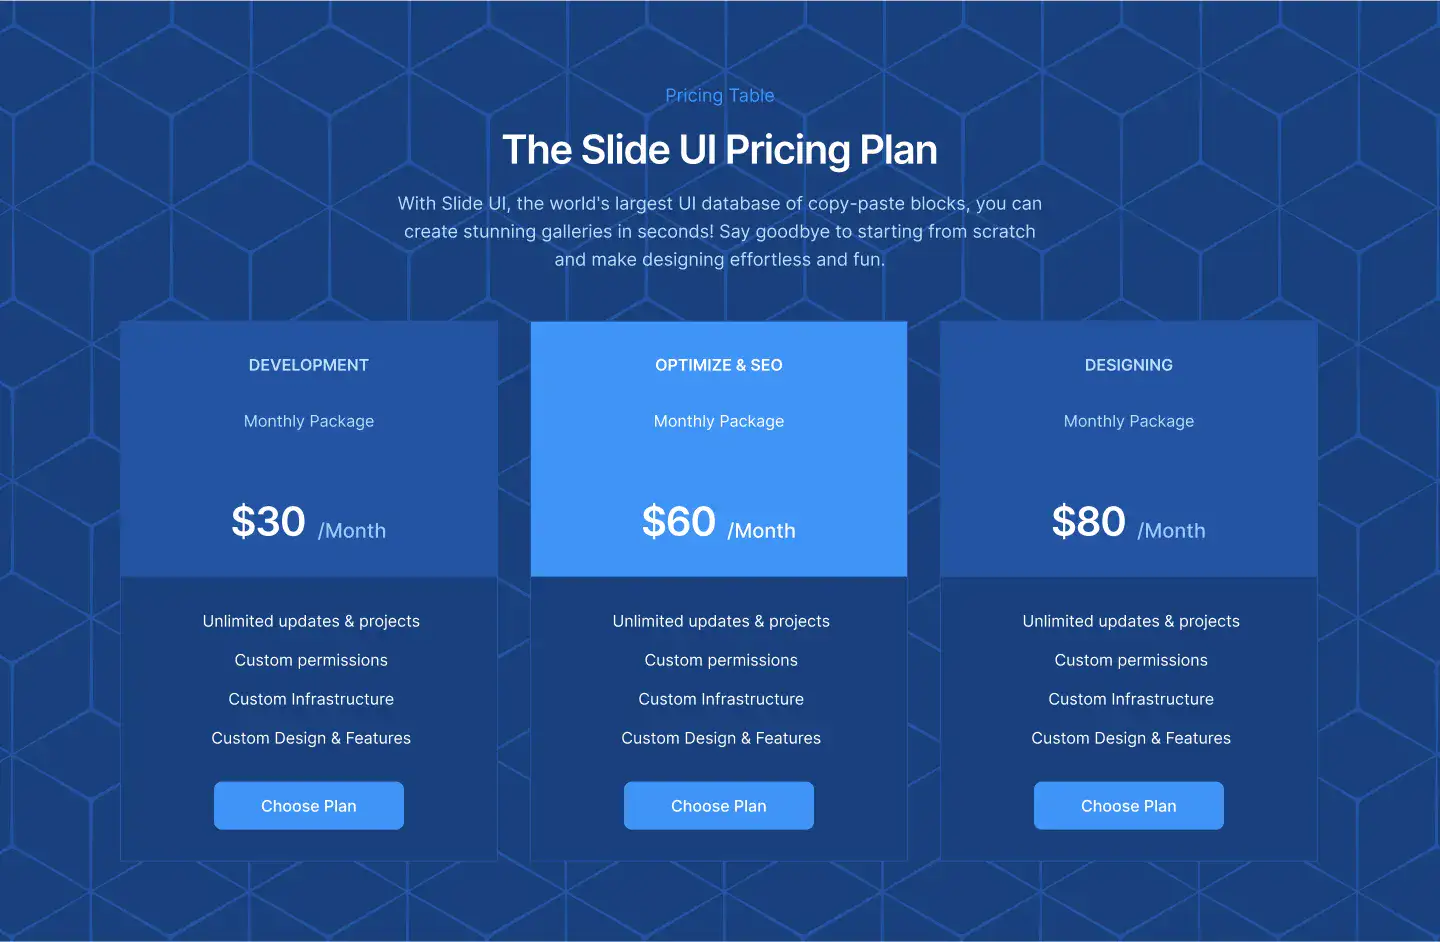 Pricing Table
The Slide UI Pricing Plan
With Slide UI, the world's largest UI database of copy-paste blocks, you can
create stunning galleries in seconds! Say goodbye to starting from scratch
and make designing effortless and fun.
DEVELOPMENT
Monthly Package
$30 /Month
Unlimited updates & projects
Custom permissions
Custom Infrastructure
Custom Design & Features
Choose Plan
OPTIMIZE & SEO
Monthly Package
$60 /Month
Unlimited updates & projects
Custom permissions
Custom Infrastructure
Custom Design & Features
Choose Plan
DESIGNING
Monthly Package
$80 /Month
Unlimited updates & projects
Custom permissions
Custom Infrastructure
Custom Design & Features
Choose Plan